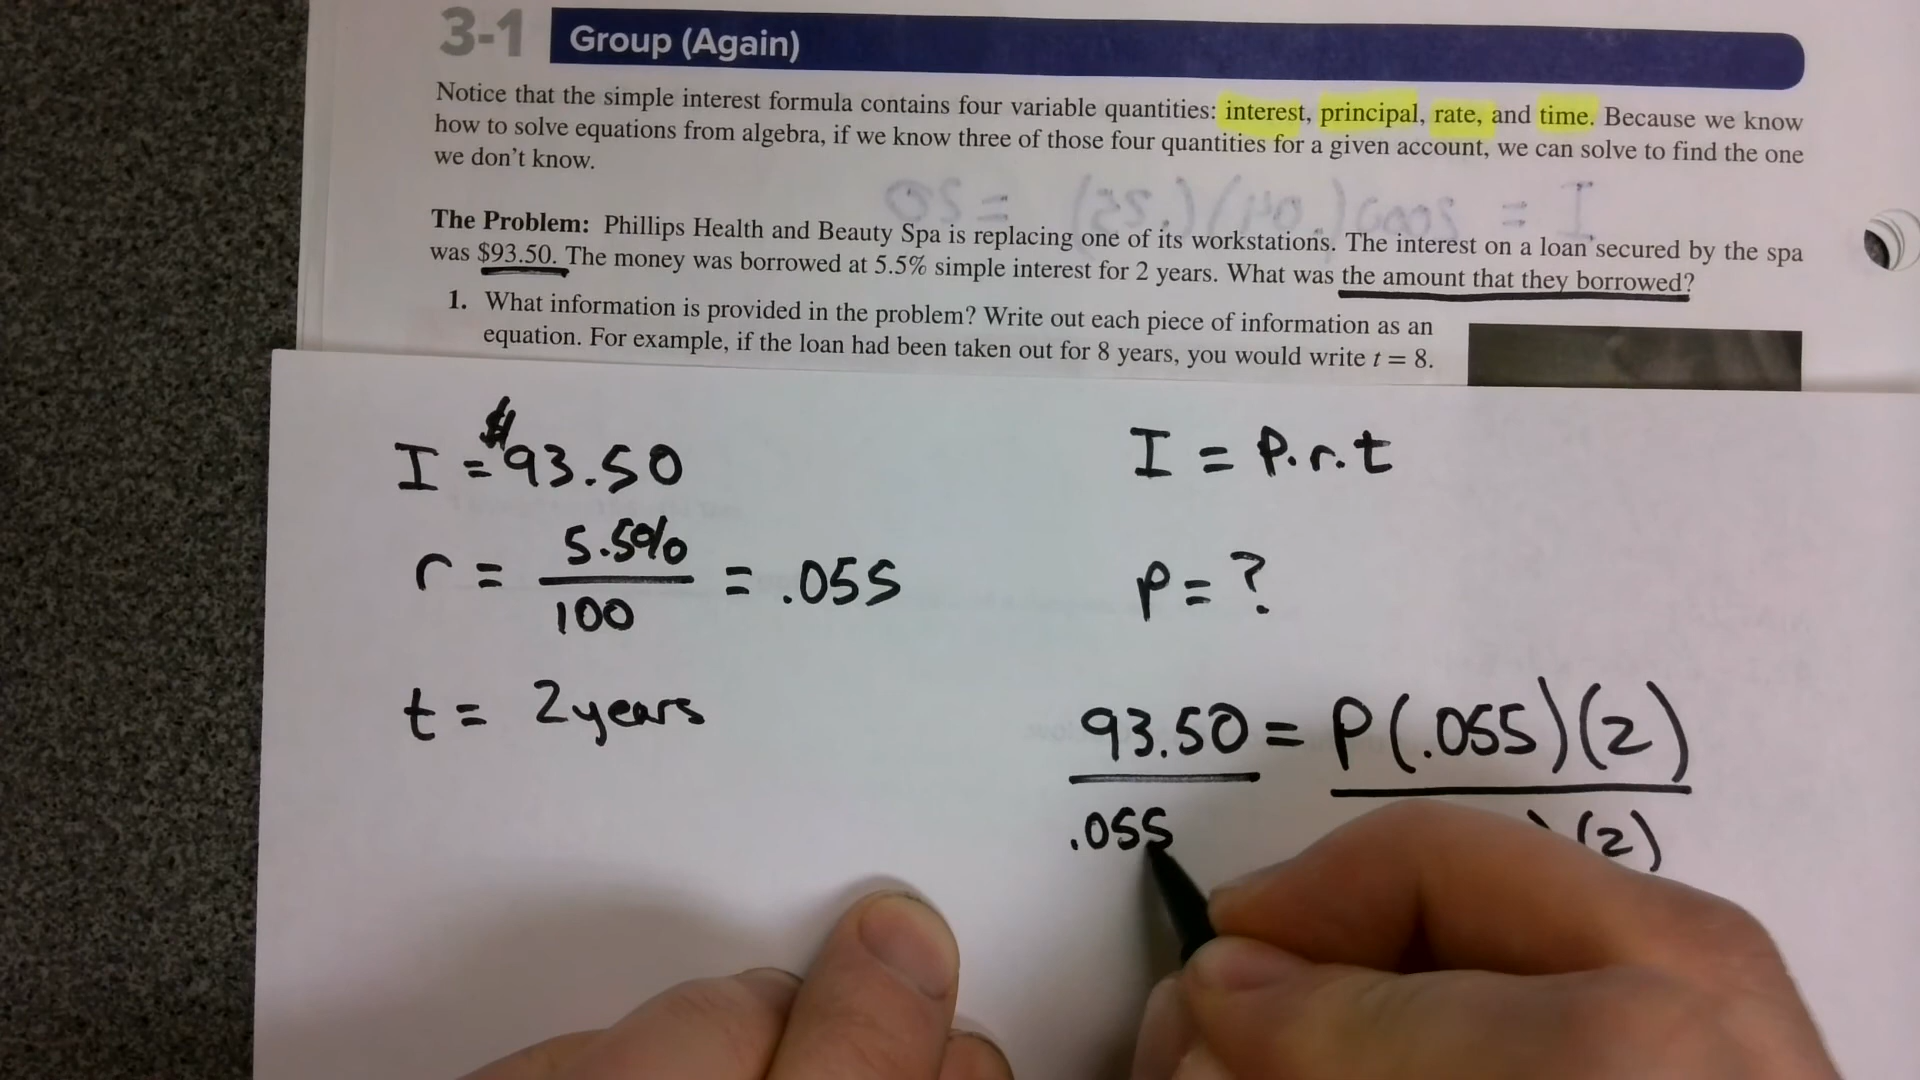 3-1 Group (Again)
Notice that the simple interest formula contains four variable quantities: interest, principal, rate, and time. Because we know
how to solve equations from algebra, if we know three of those four quantities for a given account, we can solve to find the one
we don't know.
The Problem: Phillips Health and Beauty Spa is replacing one of its workstations. The interest on a loan secured by the spa
was $93.50. The money was borrowed at 5.5% simple interest for 2 years. What was the amount that they borrowed?
1. What information is provided in the problem? Write out each piece of information as an
equation. For example, if the loan had been taken out for 8 years, you would write t = 8.
I = $93.50
I = P.r.t
r = 5.5% / 100 = .055
P = ?
t = 2 years
93.50 = P(.055)(2)
.055 (2)